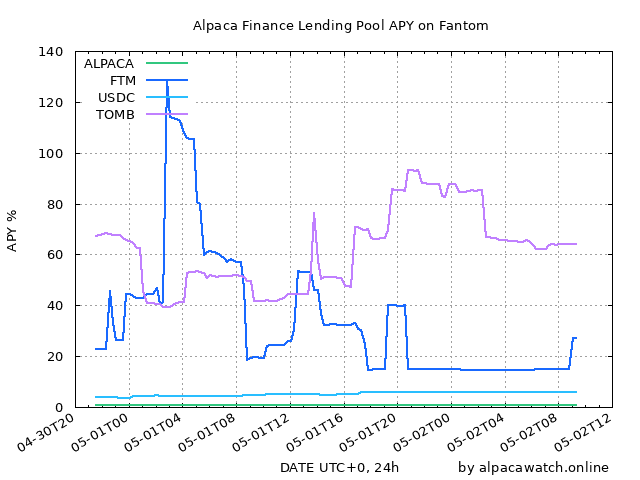 Alpaca Finance Lending Pool APY on Fantom
140
120
100
80
60
40
20
0
APY %
ALPACA
FTM
USDC
TOMB
04-30T20
05-01T00
05-01T04
05-01T08
05-01T12
05-01T16
05-01T20
05-02T00
05-02T04
05-02T08
05-02T12
DATE UTC+0, 24h
by alpacawatch.online